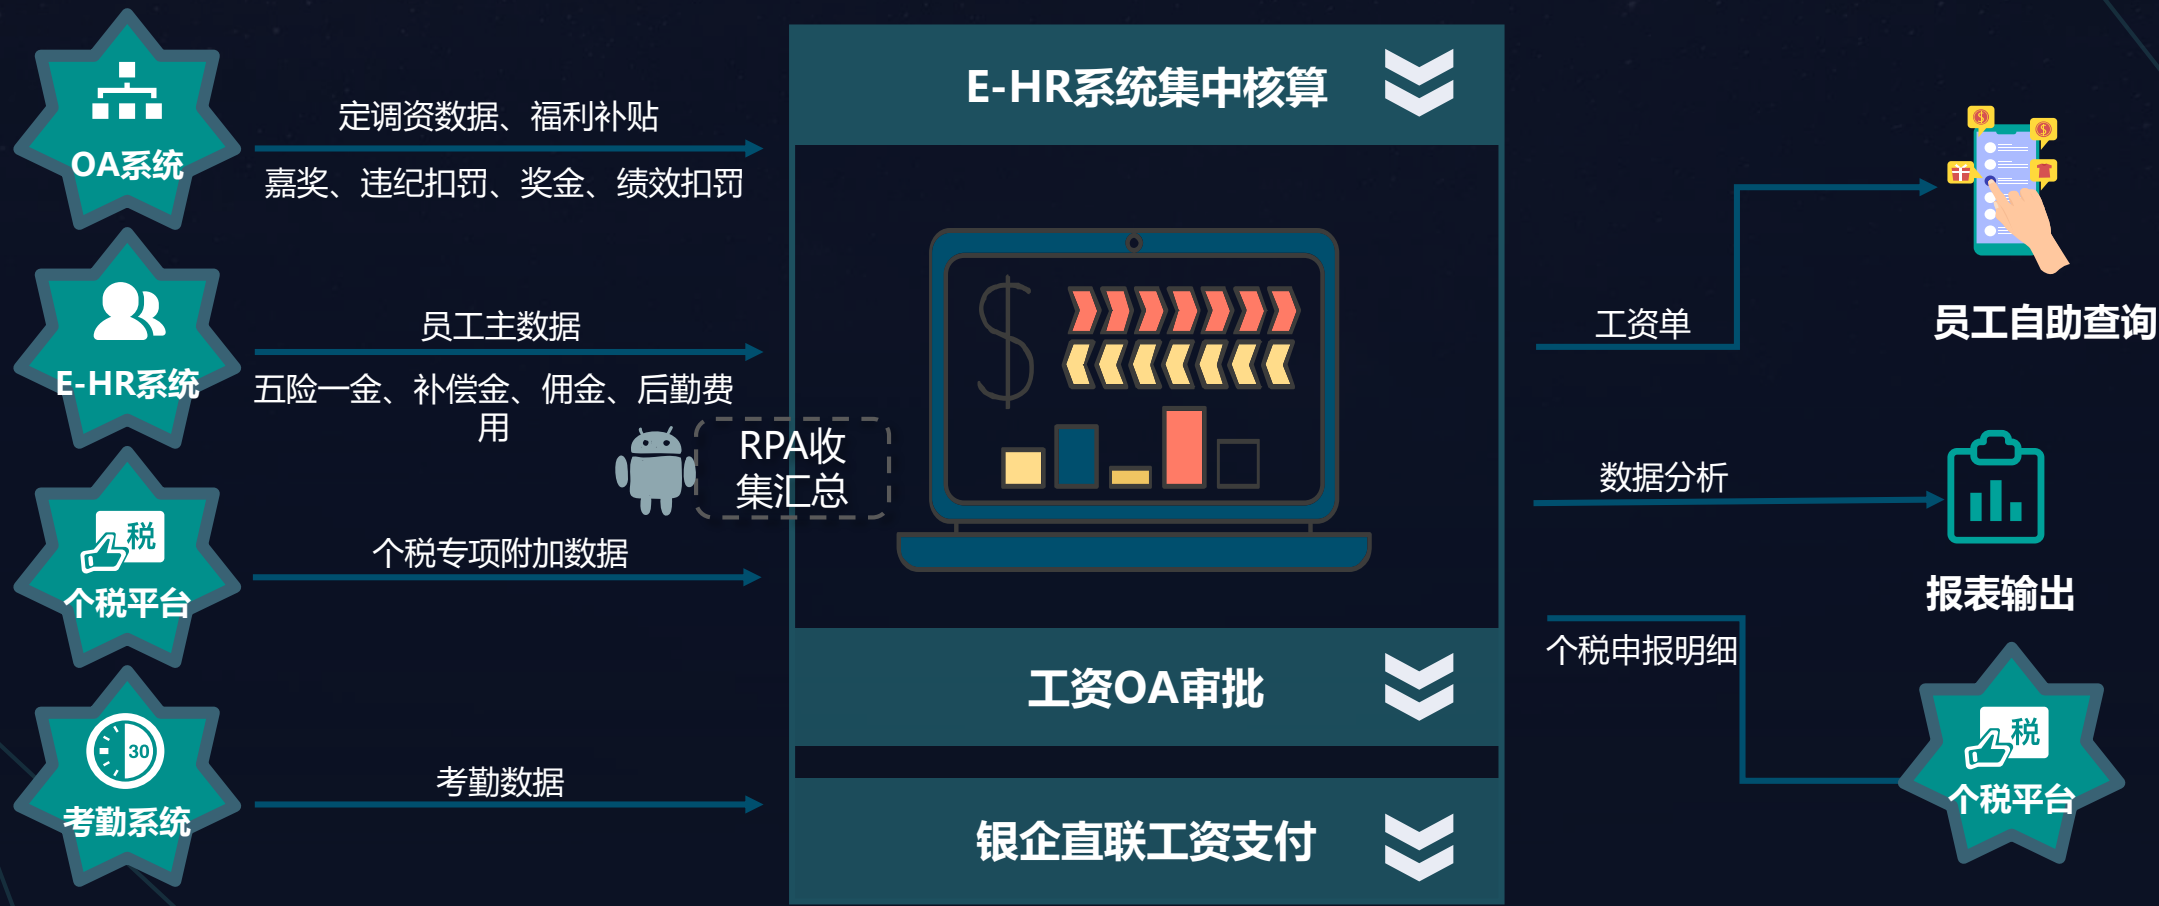 OA系统
定调资数据、福利补贴
嘉奖、违纪扣罚、奖金、绩效扣罚
E-HR系统
员工主数据
五险一金、补偿金、佣金、后勤费
用
RPA收
集汇总
税
个税平台
个税专项附加数据
30
考勤系统
考勤数据
E-HR系统集中核算
$
工资OA审批
银企直联工资支付
工资单
员工自助查询
数据分析
报表输出
个税申报明细
税
个税平台